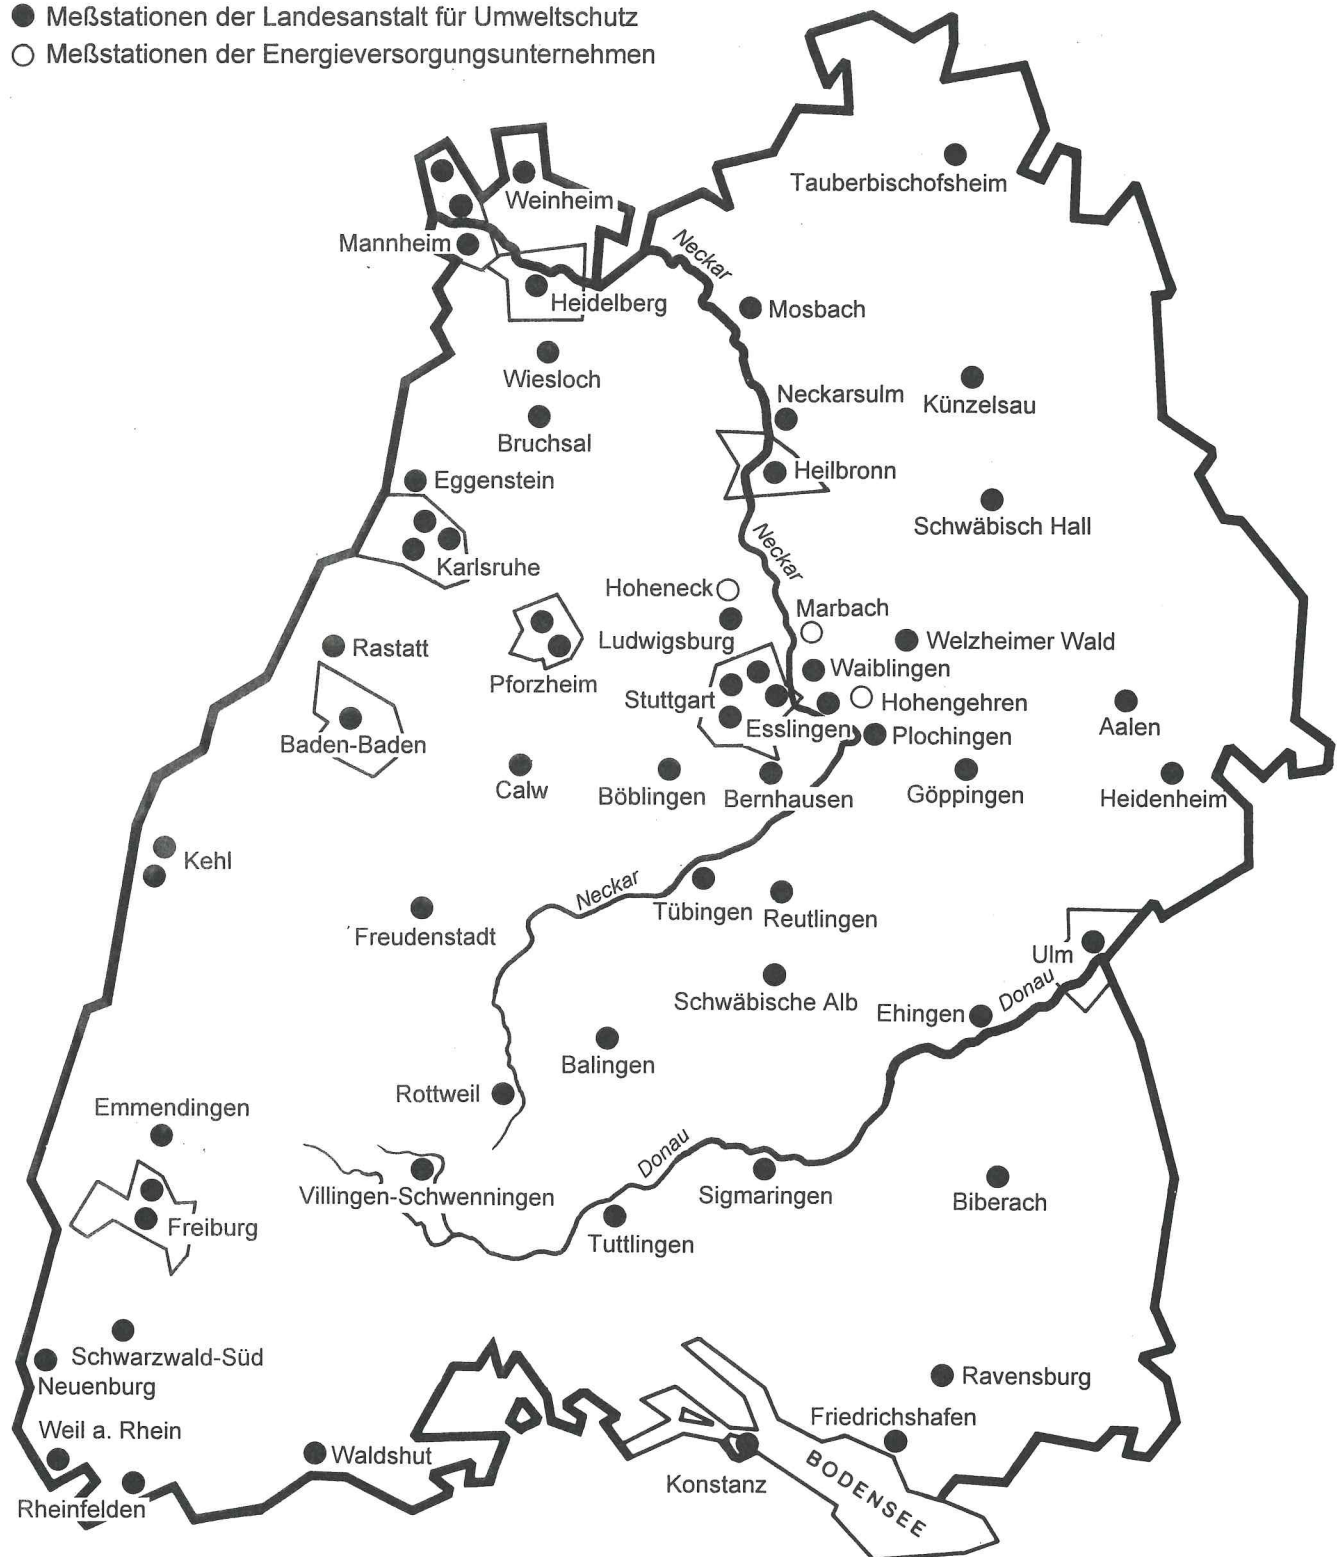 Meßstationen der Landesanstalt für Umweltschutz
Meßstationen der Energieversorgungsunternehmen
Tauberbischofsheim
Weinheim
Mannheim
Neckar
Heidelberg
Mosbach
Wiesloch
Neckarsulm
Künzelsau
Bruchsal
Heilbronn
Eggenstein
Schwäbisch Hall
Neckar
Karlsruhe
Hoheneck
Marbach
Ludwigsburg
Welzheimer Wald
Rastatt
Waiblingen
Pforzheim
Stuttgart
Hohengehren
Esslingen
Aalen
Plochingen
Baden-Baden
Calw
Böblingen
Bernhausen
Göppingen
Heidenheim
Kehl
Neckar
Tübingen
Reutlingen
Freudenstadt
Ulm
Donau
Schwäbische Alb
Ehingen
Balingen
Rottweil
Emmendingen
Donau
Villingen-Schwenningen
Sigmaringen
Biberach
Freiburg
Tuttlingen
Schwarzwald-Süd
Neuenburg
Ravensburg
Friedrichshafen
Weil a. Rhein
Waldshut
Konstanz
BODENSEE
Rheinfelden